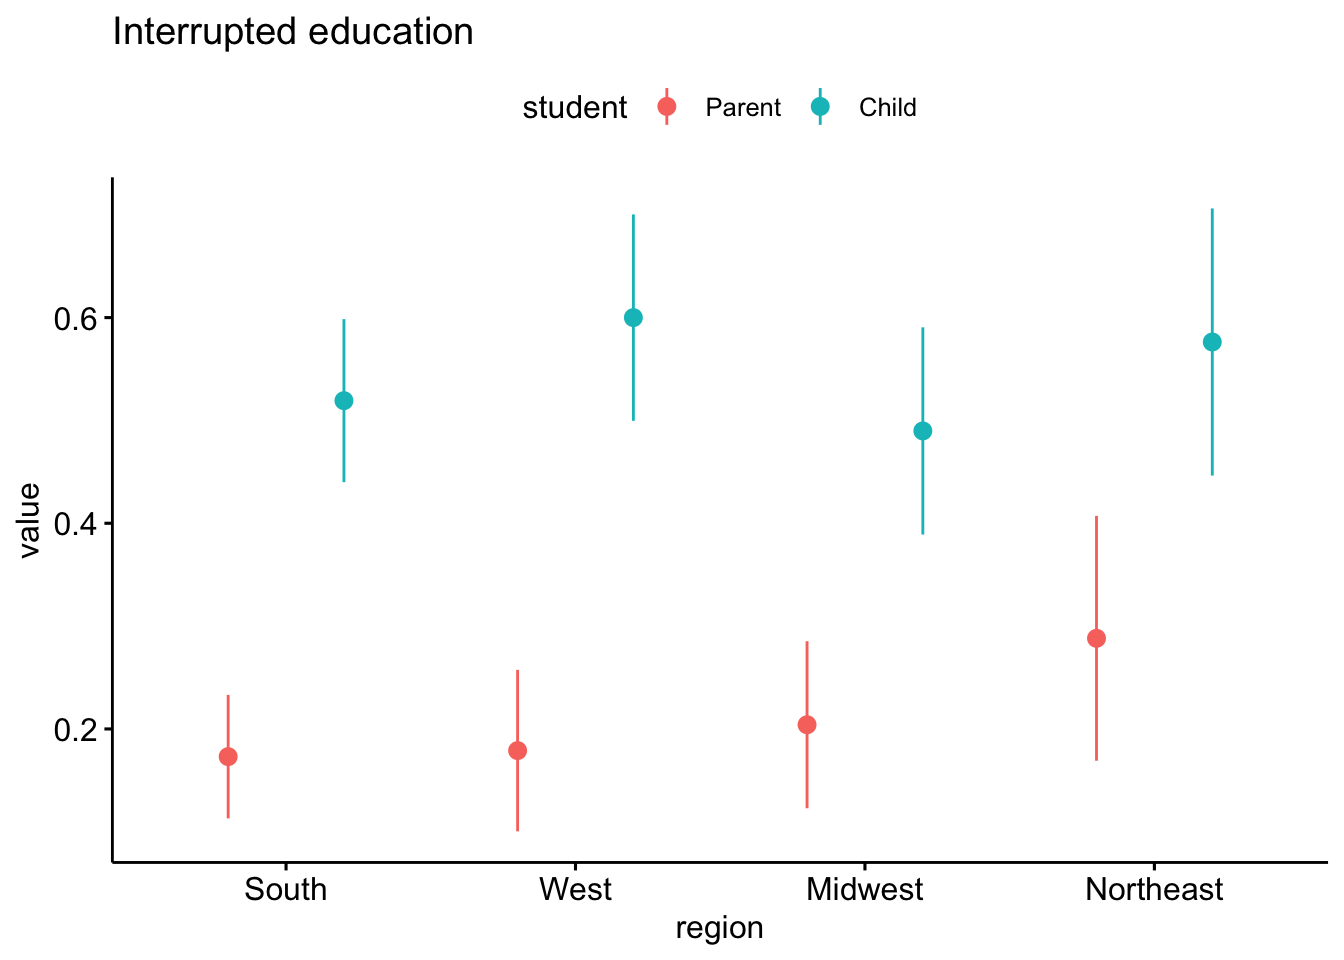 Interrupted education
student Parent Child
0.6
0.4
0.2
value
South West Midwest Northeast
region